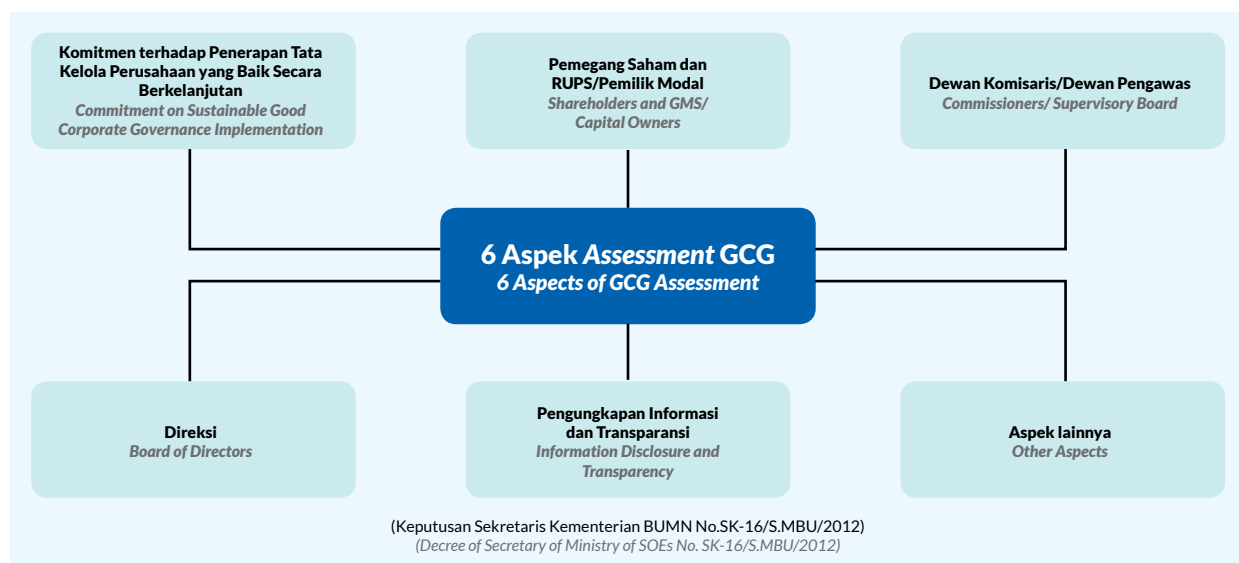 Komitmen terhadap Penerapan Tata
Kelola Perusahaan yang Baik Secara
Berkelanjutan
Commitment on Sustainable Good
Corporate Governance Implementation
Pemegang Saham dan
RUPS/Pemilik Modal
Shareholders and GMS/
Capital Owners
Dewan Komisaris/Dewan Pengawas
Commissioners/ Supervisory Board
6 Aspek Assessment GCG
6 Aspects of GCG Assessment
Direksi
Board of Directors
Pengungkapan Informasi
dan Transparansi
Information Disclosure and
Transparency
Aspek lainnya
Other Aspects
(Keputusan Sekretaris Kementerian BUMN No.SK-16/S.MBU/2012)
(Decree of Secretary of Ministry of SOEs No. SK-16/S.MBU/2012)